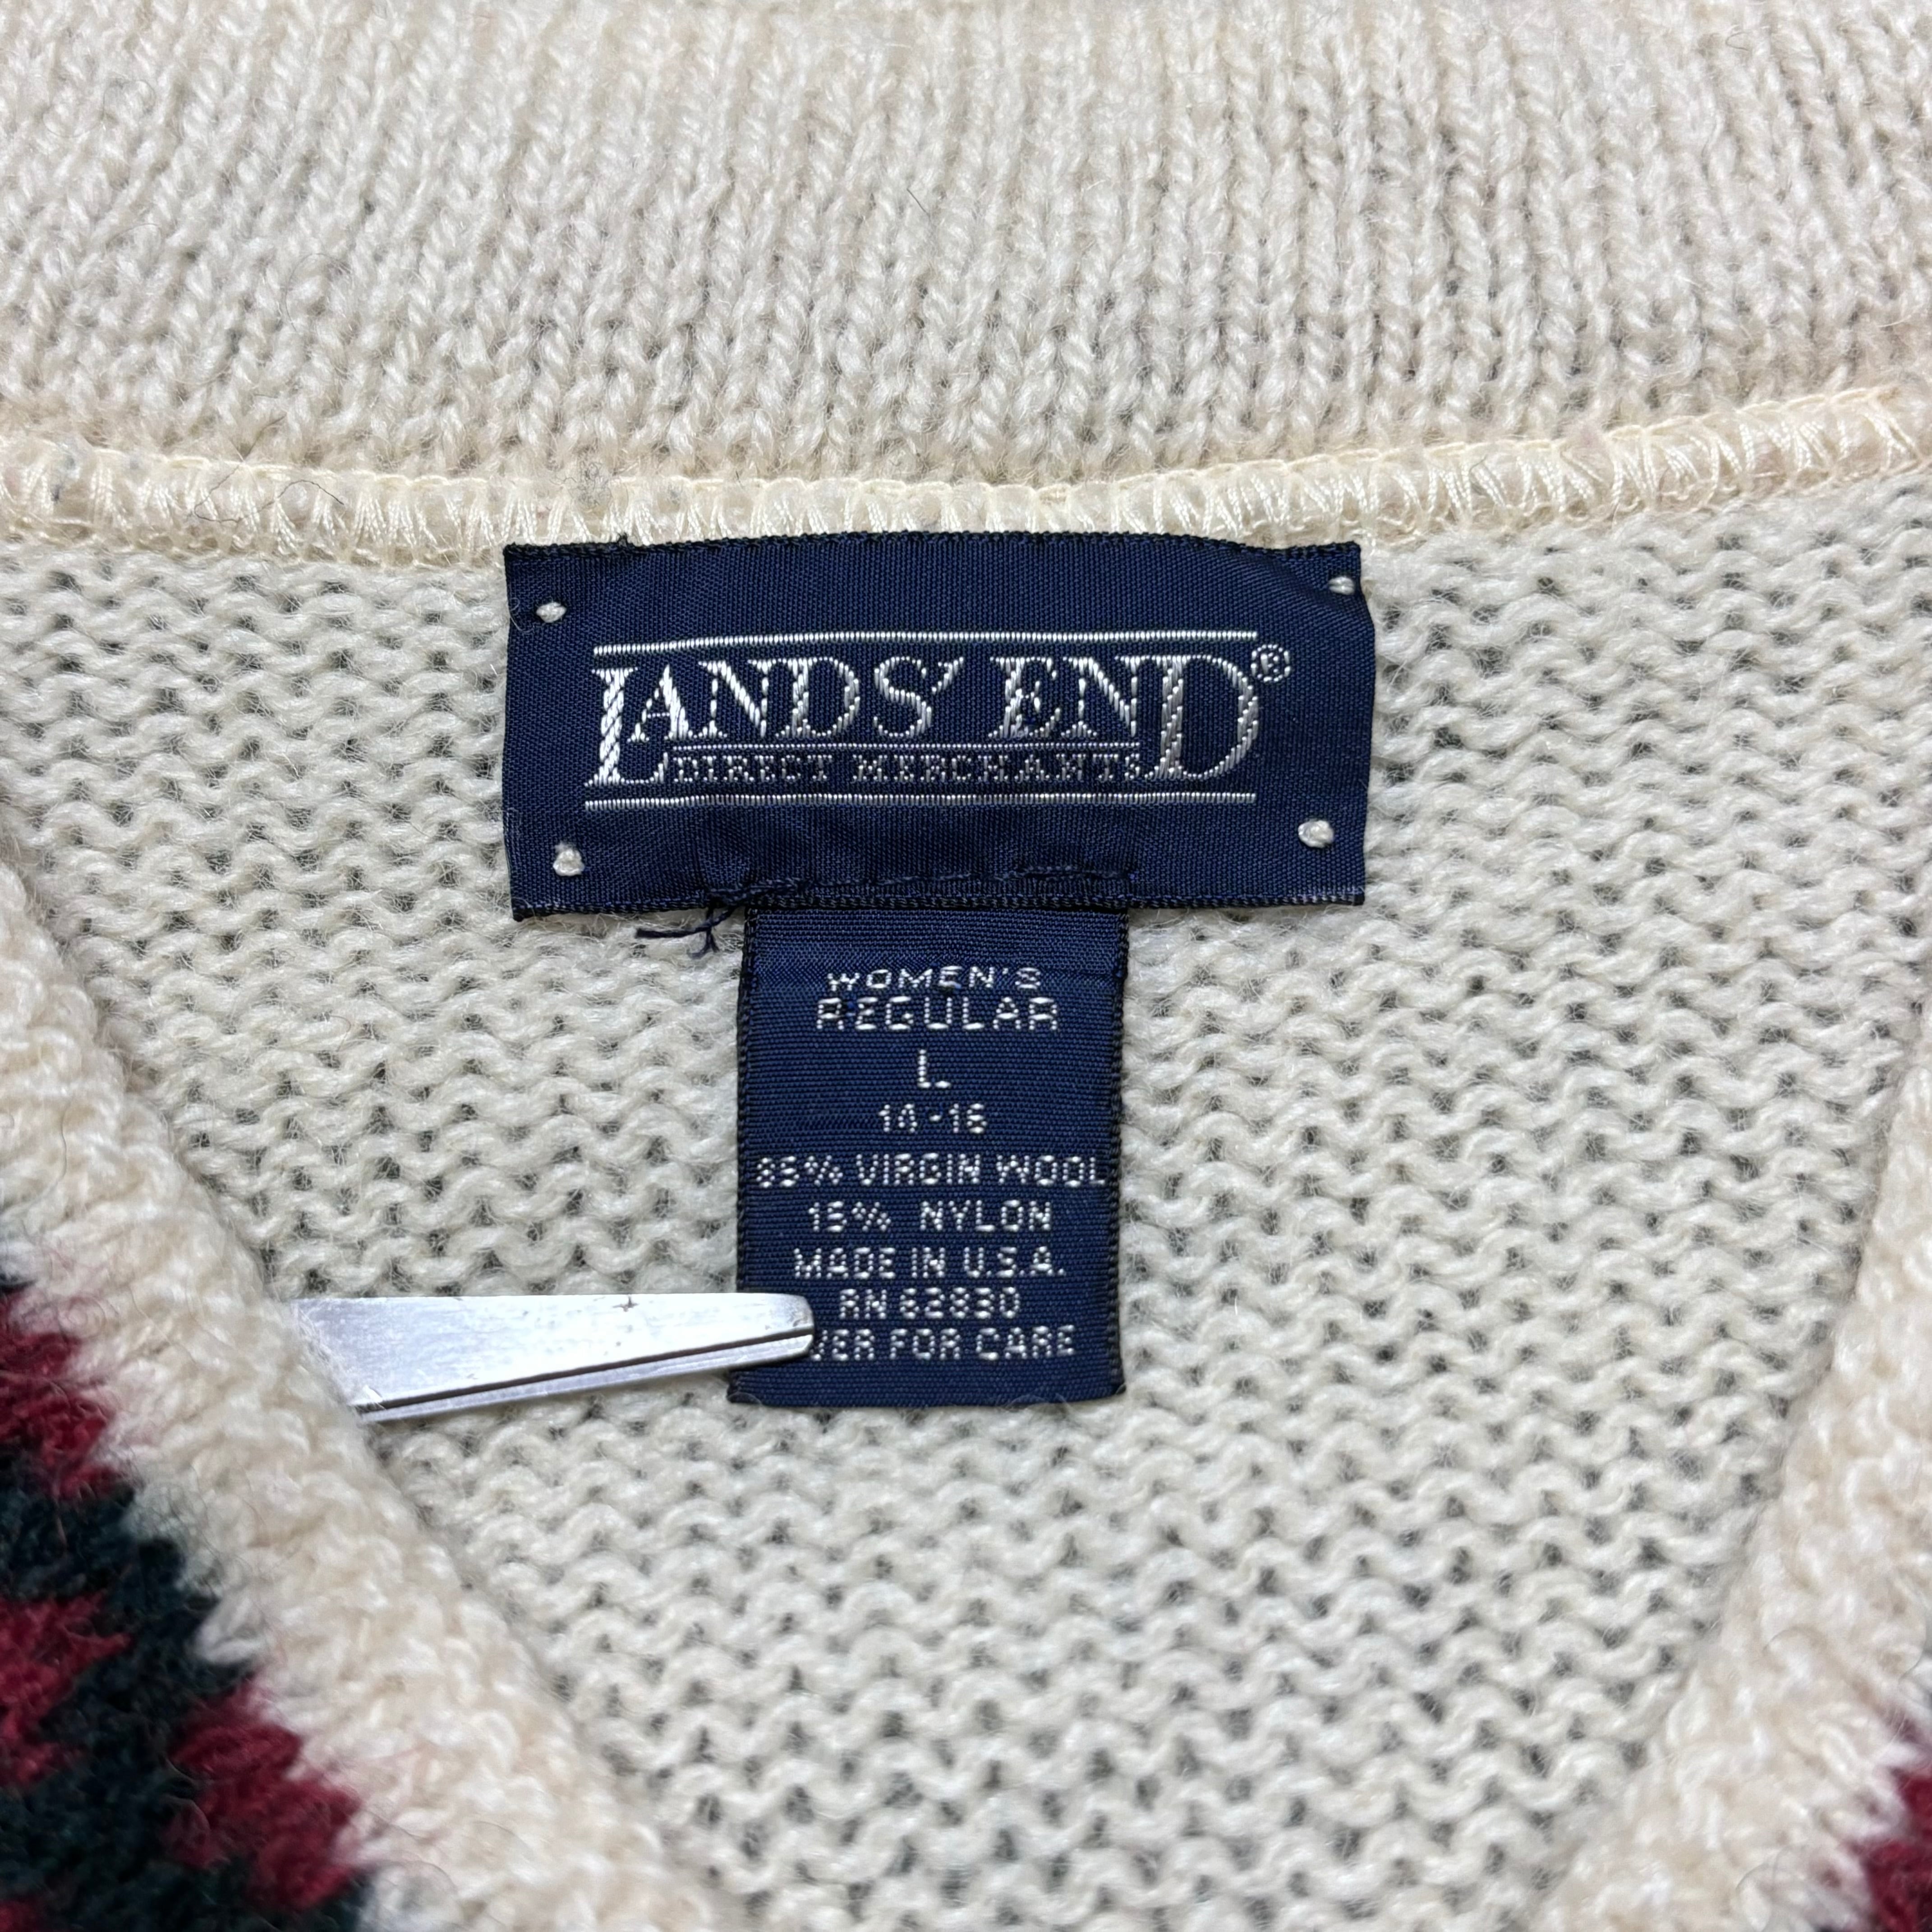 LANDS' END®
DIRECT MERCHANTS
WOMEN'S
REGULAR
L
14-16
85% VIRGIN WOOL
15% NYLON
MADE IN U.S.A.
RN 62830
FOR CARE